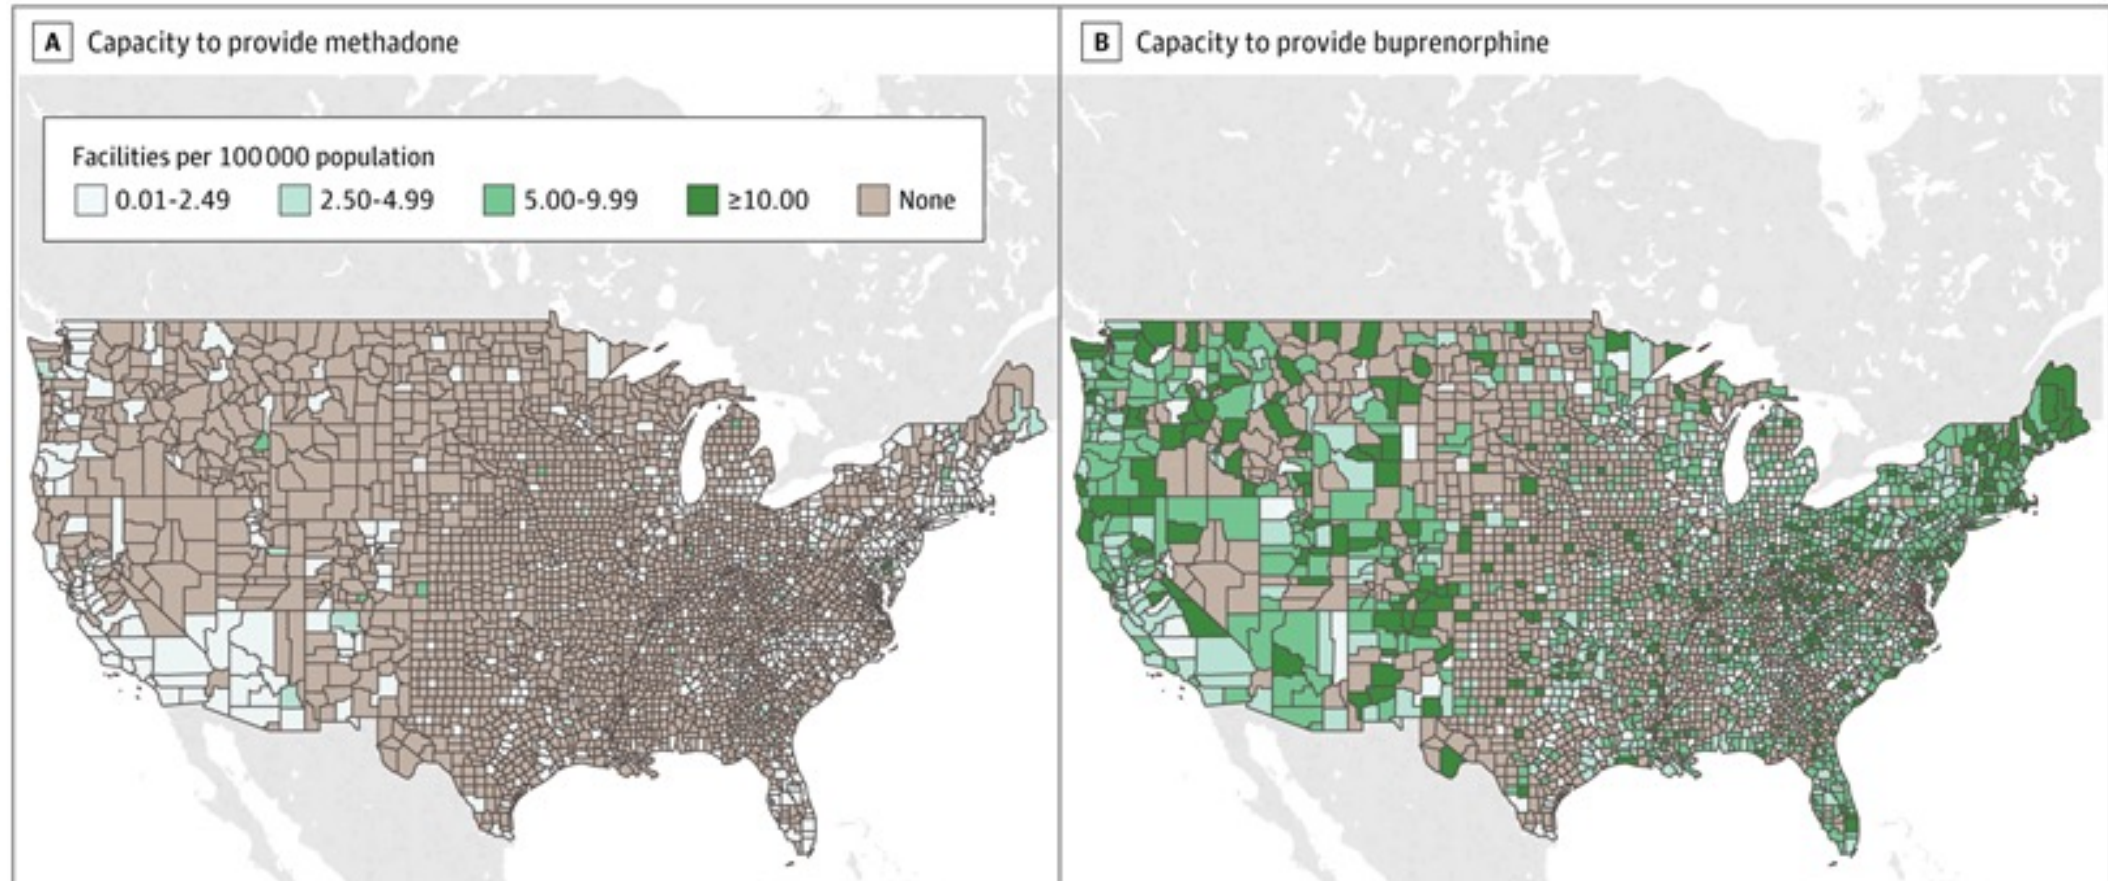 A Capacity to provide methadone
B Capacity to provide buprenorphine
Facilities per 100 000 population
0.01-2.49 2.50-4.99 5.00-9.99 ≥10.00 None